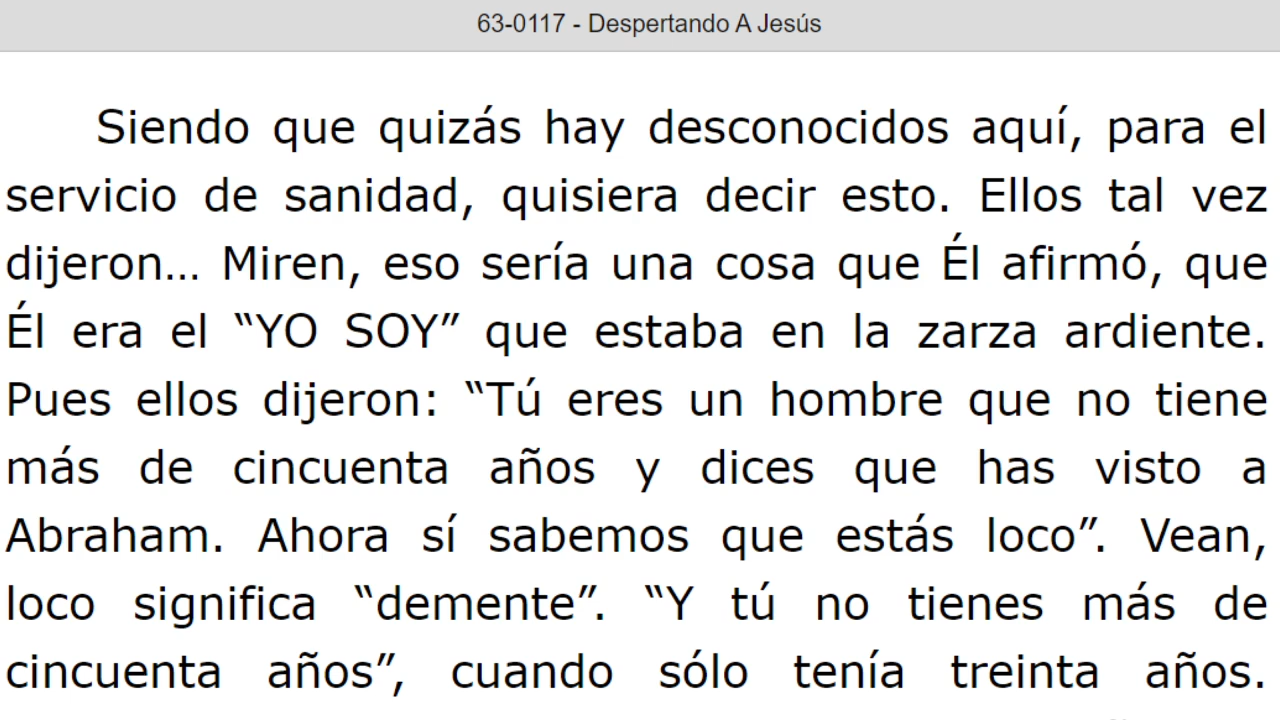 63-0117 - Despertando A Jesús
Siendo que quizás hay desconocidos aquí, para el
servicio de sanidad, quisiera decir esto. Ellos tal vez
dijeron... Miren, eso sería una cosa que Él afirmó, que
Él era el “YO SOY” que estaba en la zarza ardiente.
Pues ellos dijeron: “Tú eres un hombre que no tiene
más de cincuenta años y dices que has visto a
Abraham. Ahora sí sabemos que estás loco”. Vean,
loco significa “demente”. “Y tú no tienes más de
cincuenta años”, cuando sólo tenía treinta años.